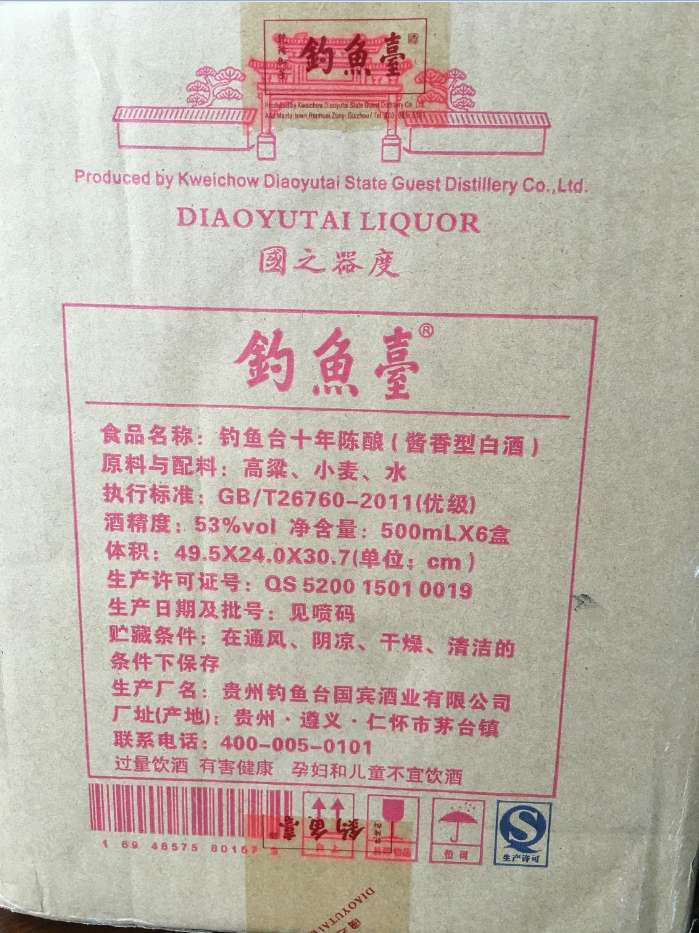 釣魚臺
Produced by Kweichow Diaoyutai State Guest Distillery Co.,Ltd.
DIAOYUTAI LIQUOR
國之器度
釣魚臺®
食品名称：钓鱼台十年陈酿（酱香型白酒）
原料与配料：高粱、小麦、水
执行标准：GB/T26760-2011(优级)
酒精度：53%vol 净含量：500mLX6盒
体积：49.5X24.0X30.7(单位：cm）
生产许可证号：QS 5200 1501 0019
生产日期及批号：见喷码
贮藏条件：在通风、阴凉、干燥、清洁的
条件下保存
生产厂名：贵州钓鱼台国宾酒业有限公司
厂址(产地)：贵州·遵义·仁怀市茅台镇
联系电话：400-005-0101
过量饮酒 有害健康 孕妇和儿童不宜饮酒
1 69 48575 80157
釣魚臺
怕雨
QS
生产许可
DIAOYUTAI